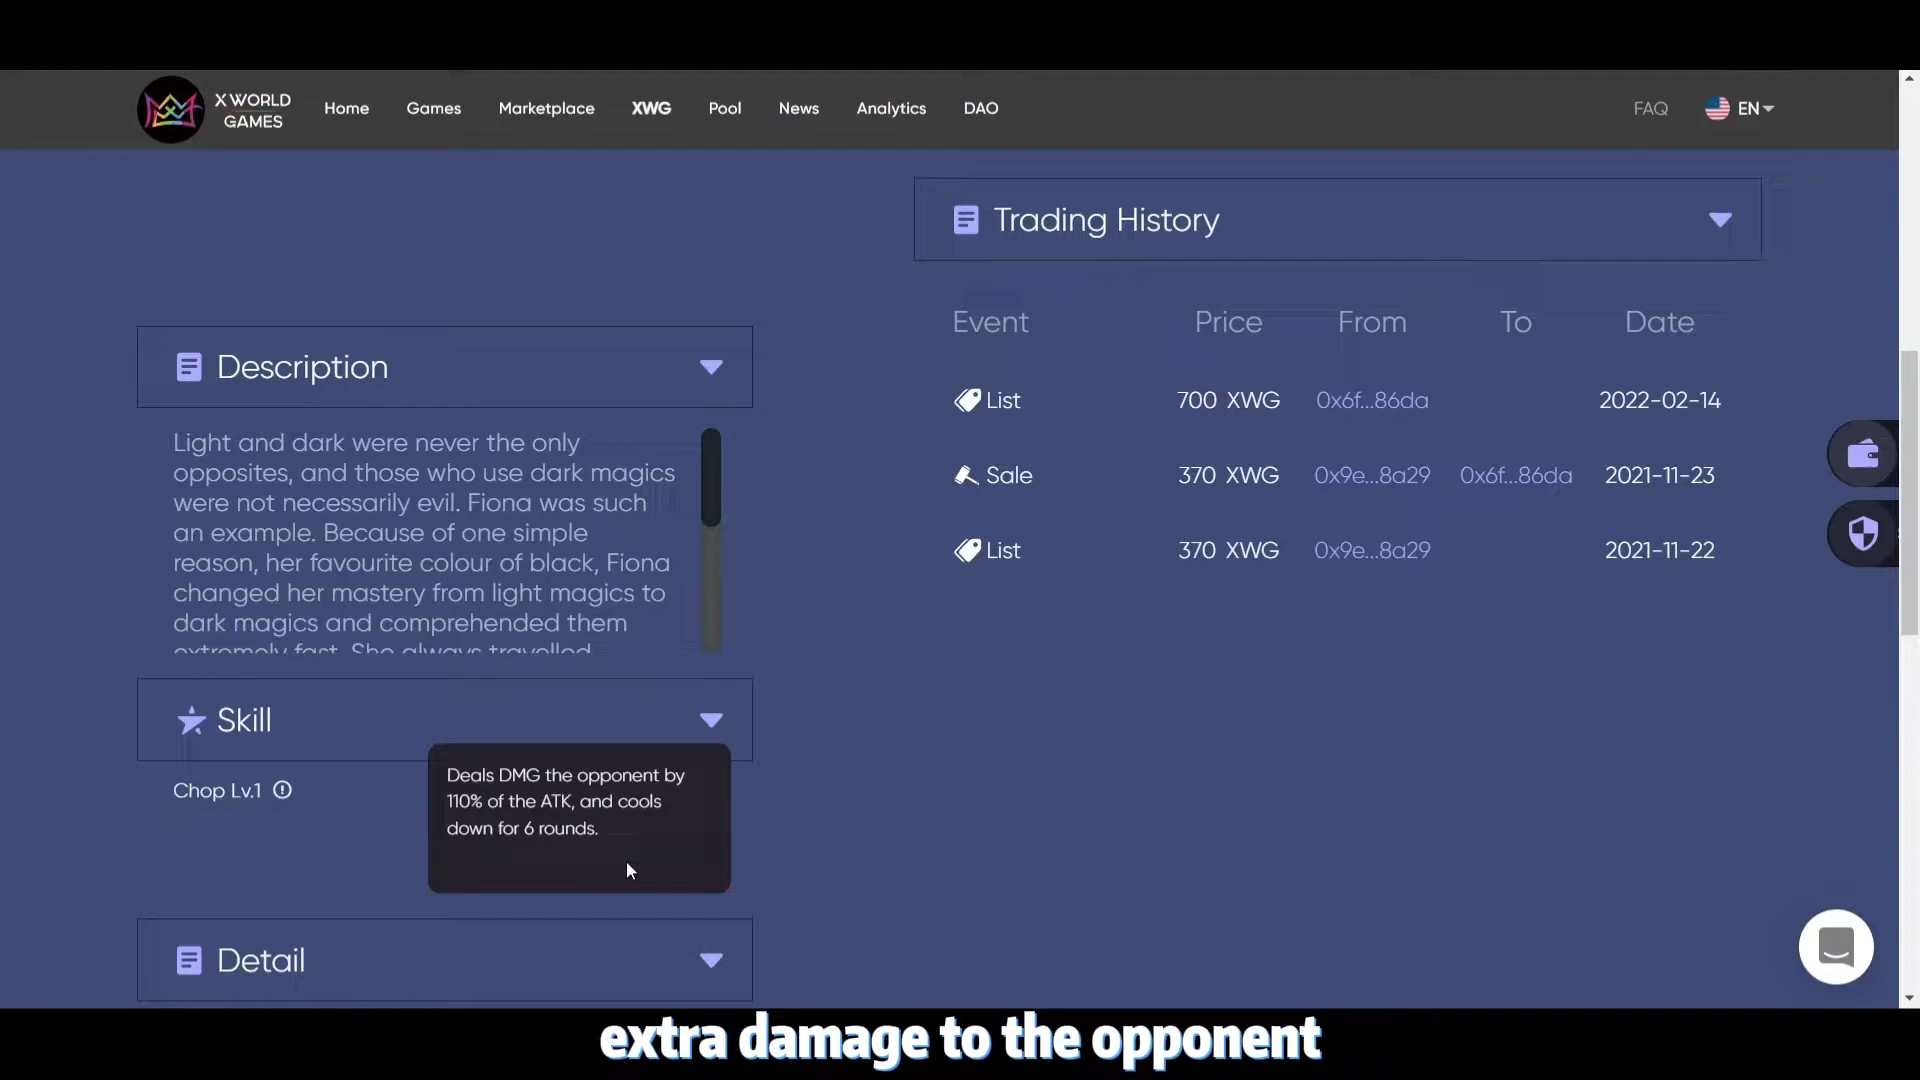 X WORLD
GAMES
Home
Games
Marketplace
XWG
Pool
News
Analytics
DAO
FAQ
EN
Trading History
Event Price From To Date
List 700 XWG 0x6f...86da 2022-02-14
Sale 370 XWG 0x9e...8a29 0x6f...86da 2021-11-23
List 370 XWG 0x9e...8a29 2021-11-22
Description
Light and dark were never the only
opposites, and those who use dark magics
were not necessarily evil. Fiona was such
an example. Because of one simple
reason, her favourite colour of black, Fiona
changed her mastery from light magics to
dark magics and comprehended them
extremely fast. She always travelled
Skill
Chop Lv.1
Deals DMG the opponent by
110% of the ATK, and cools
down for 6 rounds.
Detail
extra damage to the opponent